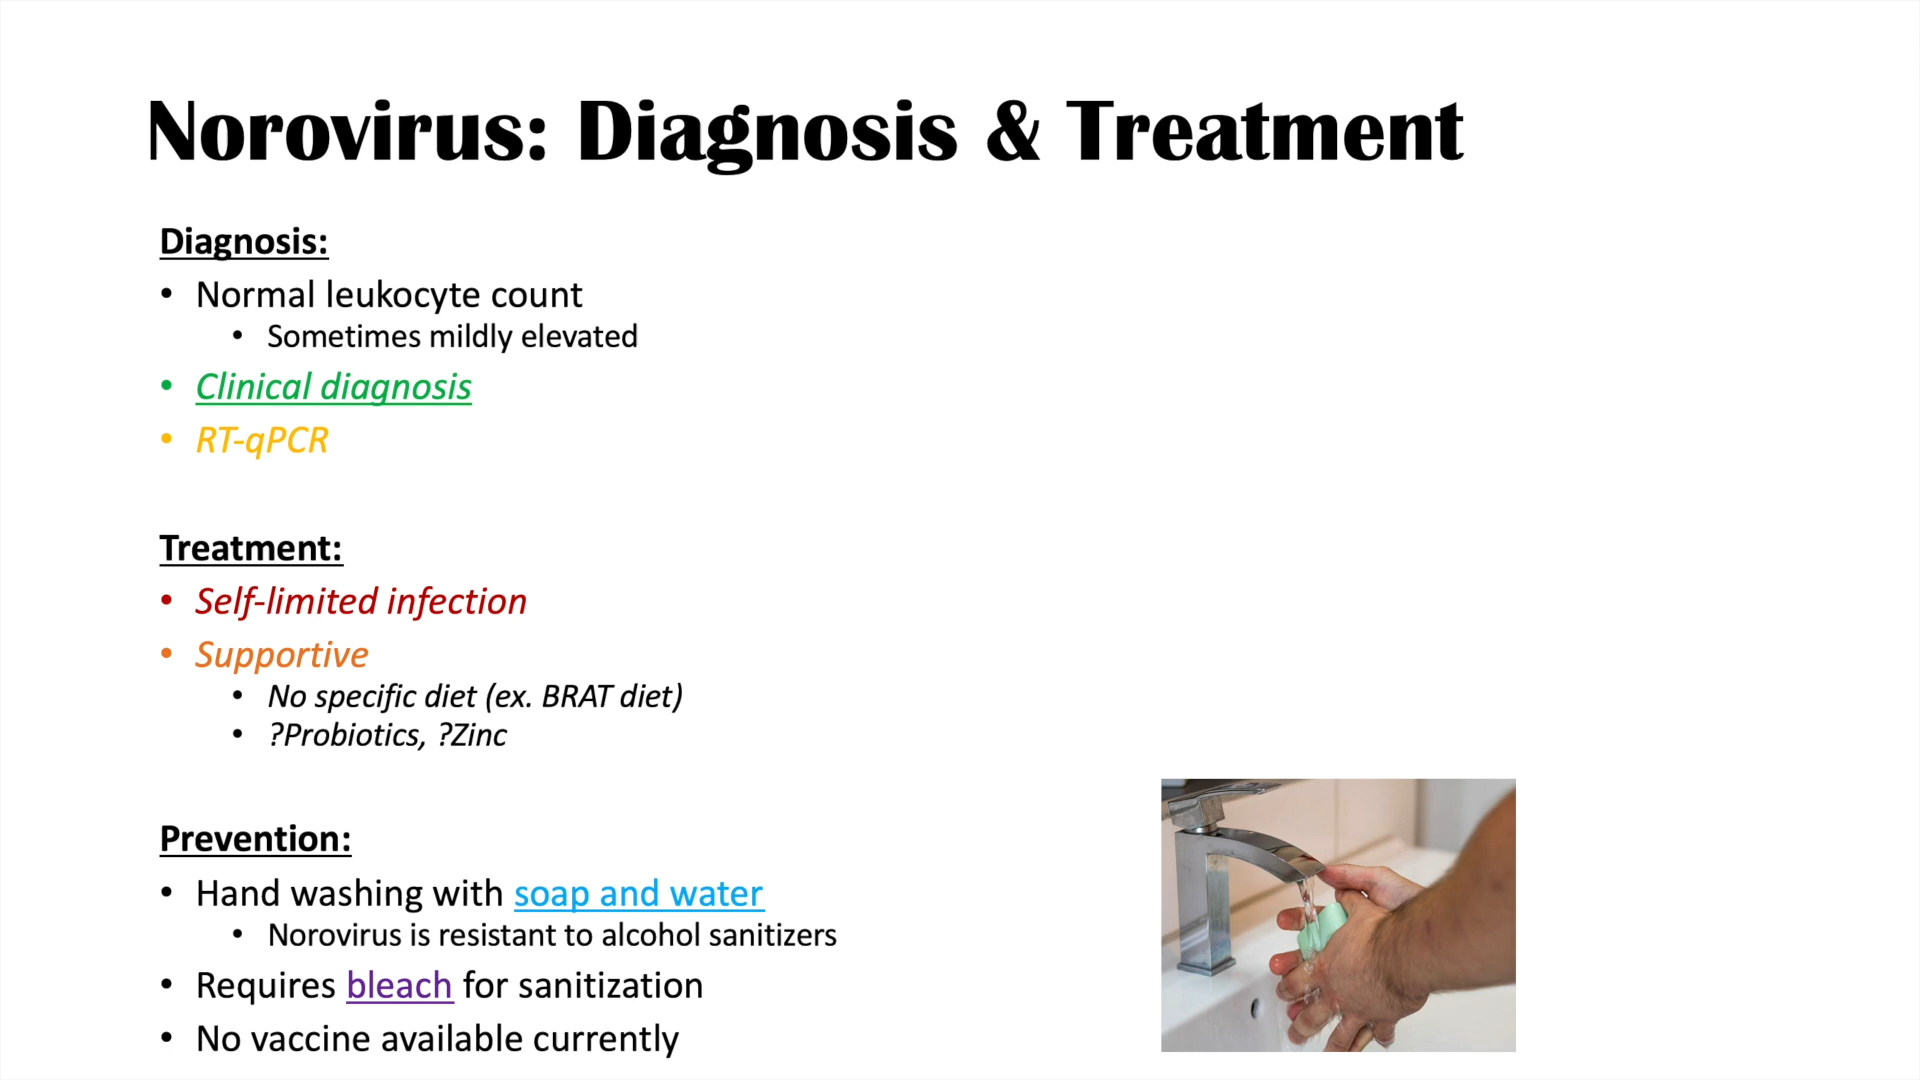 Norovirus: Diagnosis & Treatment
Diagnosis:
• Normal leukocyte count
• Sometimes mildly elevated
• Clinical diagnosis
• RT-qPCR
Treatment:
• Self-limited infection
• Supportive
• No specific diet (ex. BRAT diet)
• ?Probiotics, ?Zinc
Prevention:
• Hand washing with soap and water
• Norovirus is resistant to alcohol sanitizers
• Requires bleach for sanitization
• No vaccine available currently